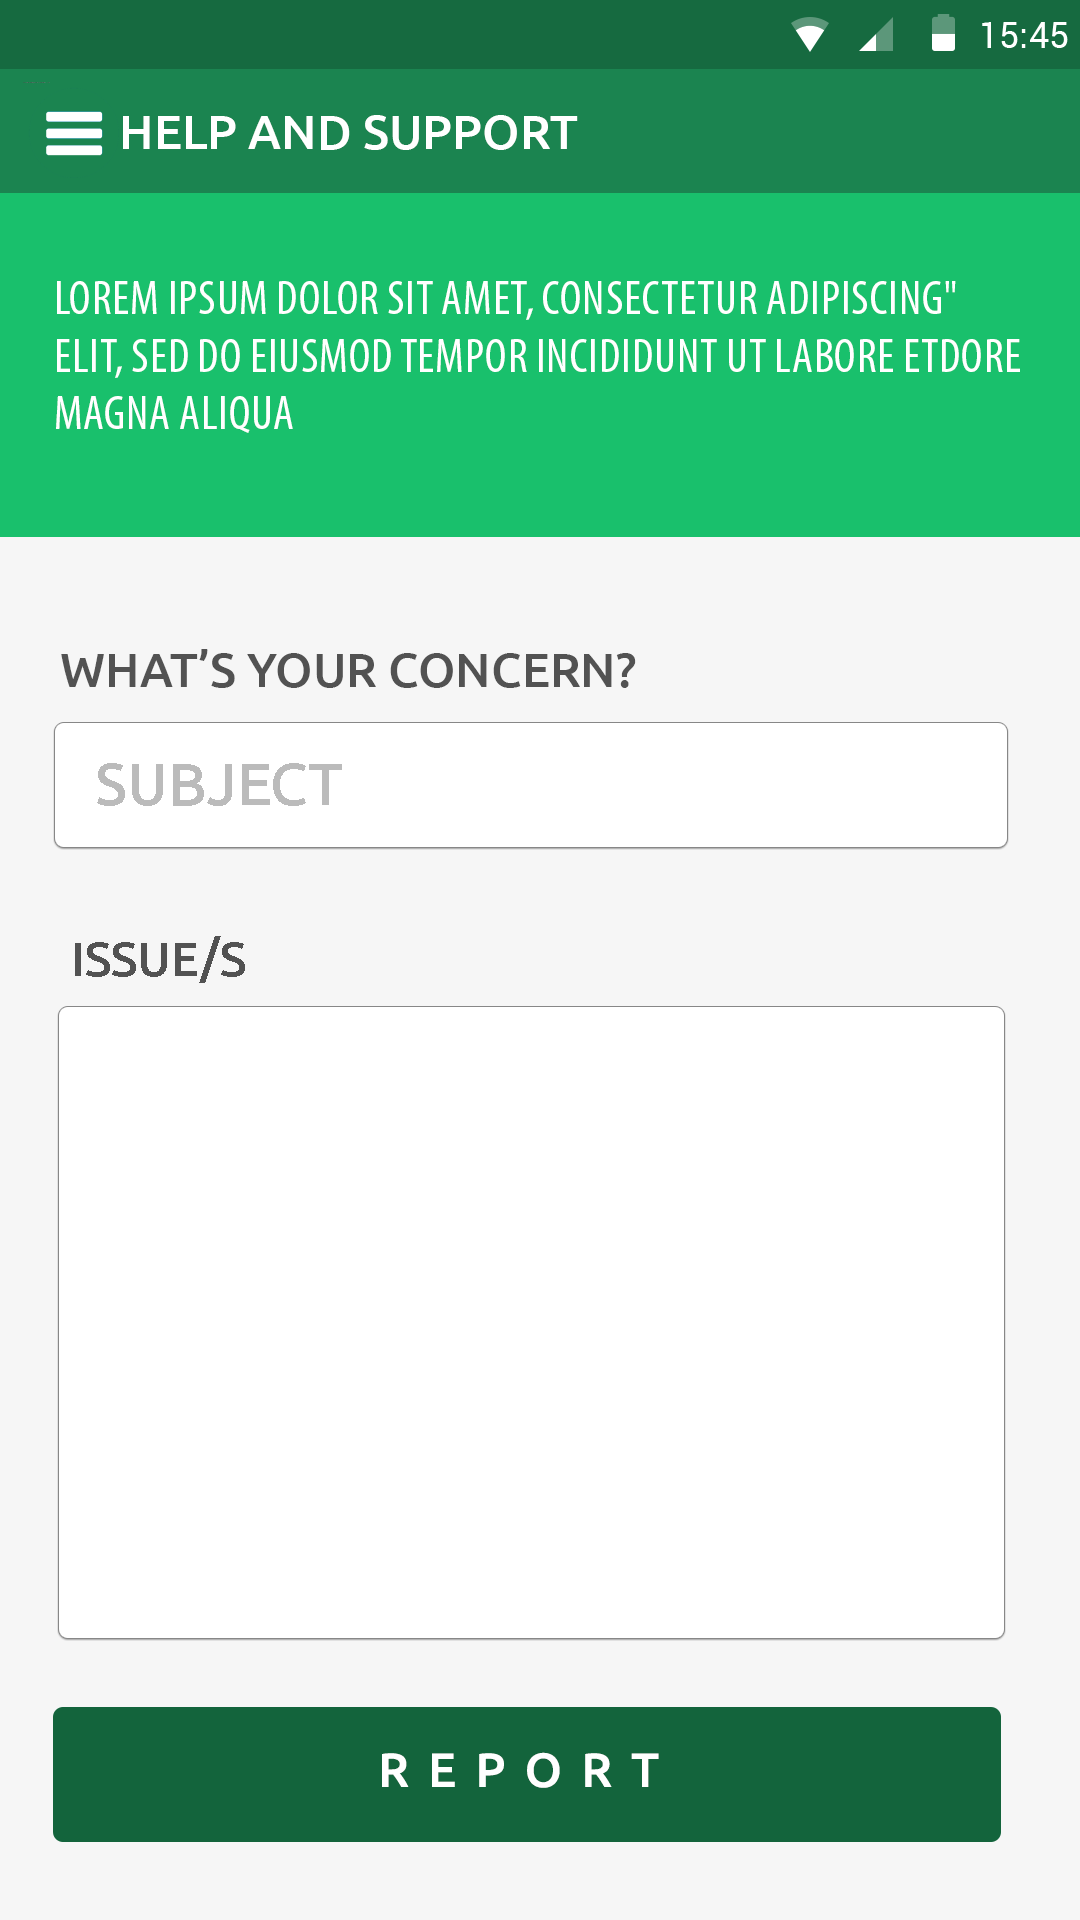 15:45
HELP AND SUPPORT
LOREM IPSUM DOLOR SIT AMET, CONSECTETUR ADIPISCING"
ELIT, SED DO EIUSMOD TEMPOR INCIDIDUNT UT LABORE ETDORE
MAGNA ALIQUA
WHAT’S YOUR CONCERN?
SUBJECT
ISSUE/S
REPORT